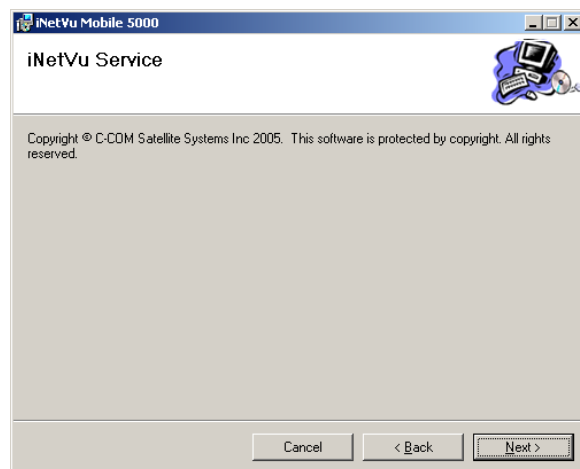 iNetVu Mobile 5000
iNetVu Service
Copyright © C-COM Satellite Systems Inc 2005.  This software is protected by copyright. All rights
reserved.
Cancel
< Back
Next >